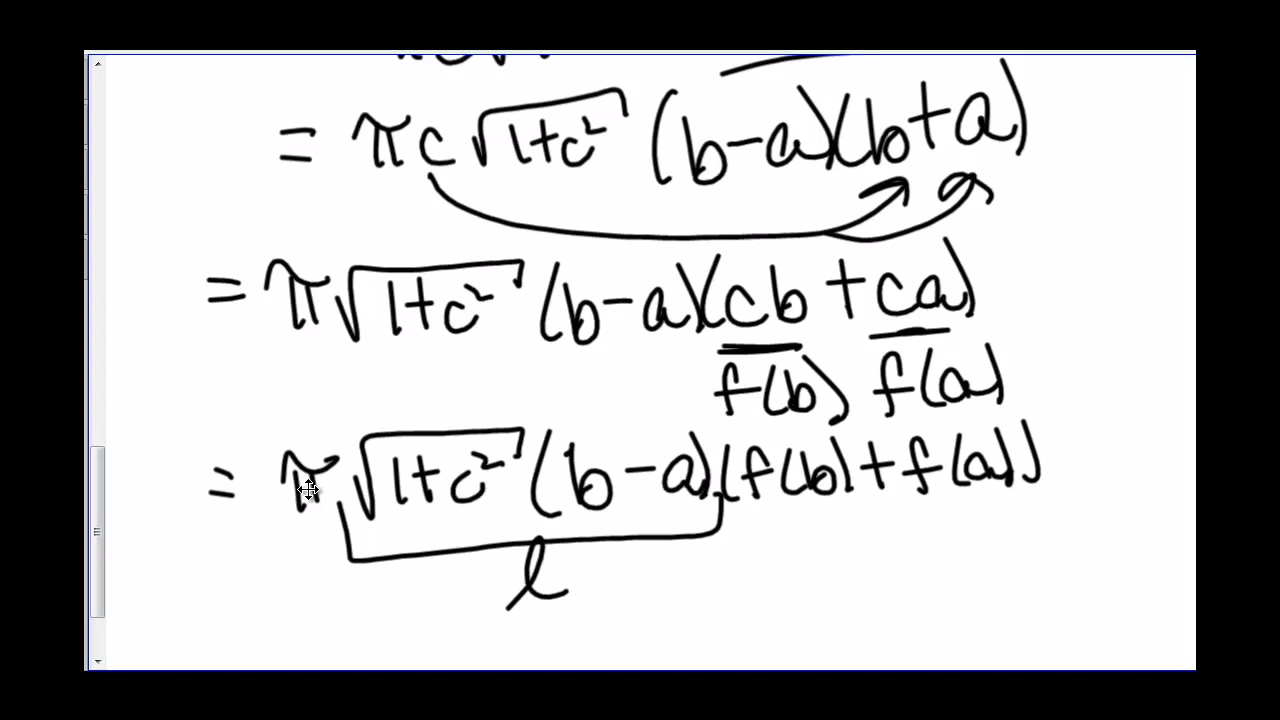 = πc√(1+c²) (b-a)(b+a)
= π√(1+c²) (b-a)(cb+ca)
f(b) f(a)
= π√(1+c²) (b-a)(f(b)+f(a))
l